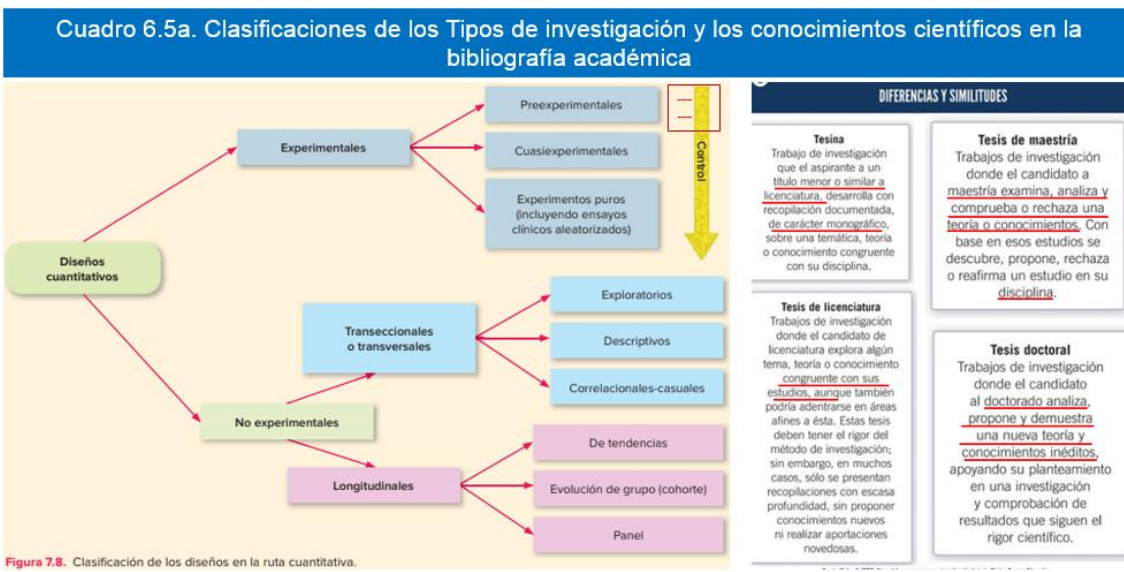 Cuadro 6.5a. Clasificaciones de los Tipos de investigación y los conocimientos científicos en la
bibliografía académica
Diseños
cuantitativos
Experimentales
Preexperimentales
Cuasiexperimentales
Experimentos puros
(incluyendo ensayos
clínicos aleatorizados)
Control
No experimentales
Transeccionales
o transversales
Exploratorios
Descriptivos
Correlacionales-casuales
Longitudinales
De tendencias
Evolución de grupo (cohorte)
Panel
Figura 7.8. Clasificación de los diseños en la ruta cuantitativa.
DIFERENCIAS Y SIMILITUDES
Tesina
Trabajo de investigación
que el aspirante a un
título menor o similar a
licenciatura, desarrolla con
recopilación documentada,
de carácter monográfico,
sobre una temática, teoría
o conocimiento congruente
con su disciplina.
Tesis de licenciatura
Trabajos de investigación
donde el candidato de
licenciatura explora algún
tema, teoría o conocimiento
congruente con sus
estudios, aunque también
podría adentrarse en áreas
afines a ésta. Estas tesis
deben tener el rigor del
método de investigación;
sin embargo, en muchos
casos, sólo se presentan
recopilaciones con escasa
profundidad, sin proponer
conocimientos nuevos
ni realizar aportaciones
novedosas.
Tesis de maestría
Trabajos de investigación
donde el candidato a
maestría examina, analiza y
comprueba o rechaza una
teoría o conocimientos. Con
base en esos estudios se
descubre, propone, rechaza
o reafirma un estudio en su
disciplina.
Tesis doctoral
Trabajos de investigación
donde el candidato
al doctorado analiza,
propone y demuestra
una nueva teoría y
conocimientos inéditos,
apoyando su planteamiento
en una investigación
y comprobación de
resultados que siguen el
rigor científico.